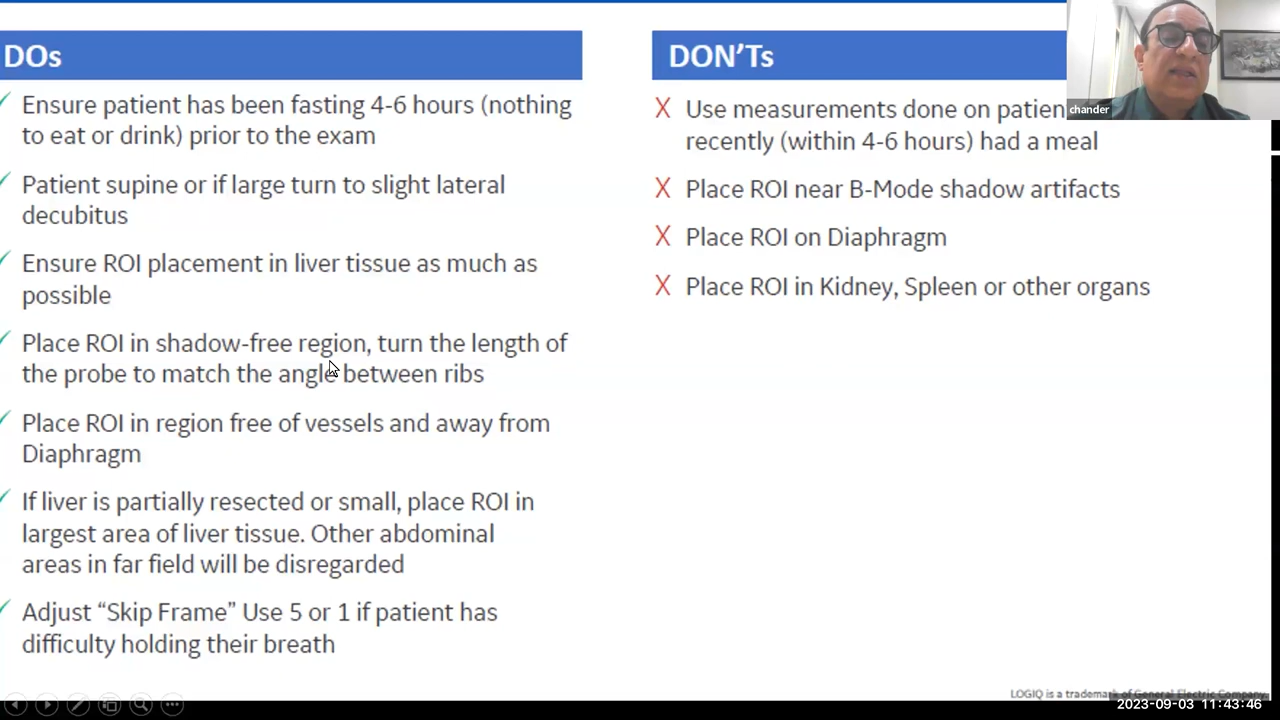 DOs
Ensure patient has been fasting 4-6 hours (nothing
to eat or drink) prior to the exam
Patient supine or if large turn to slight lateral
decubitus
Ensure ROI placement in liver tissue as much as
possible
Place ROI in shadow-free region, turn the length of
the probe to match the angle between ribs
Place ROI in region free of vessels and away from
Diaphragm
If liver is partially resected or small, place ROI in
largest area of liver tissue. Other abdominal
areas in far field will be disregarded
Adjust “Skip Frame” Use 5 or 1 if patient has
difficulty holding their breath
DON’Ts
X Use measurements done on patien
recently (within 4-6 hours) had a meal
X Place ROI near B-Mode shadow artifacts
X Place ROI on Diaphragm
X Place ROI in Kidney, Spleen or other organs
chander
LOGIQ is a trademark of General Electric Company.
2023-09-03 11:43:46